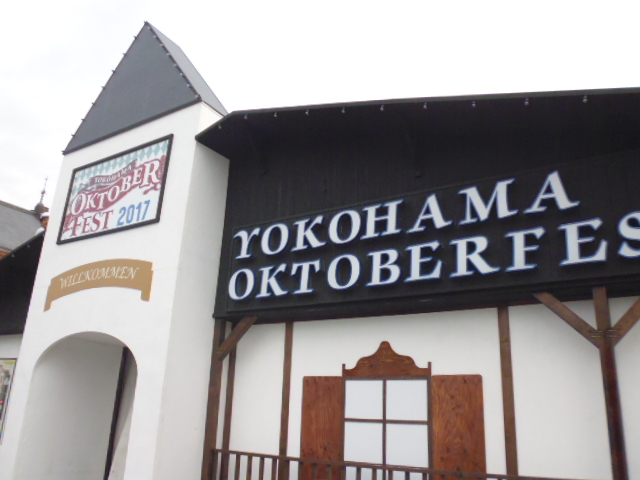 YOKOHAMA
OKTOBER
FEST 2017
WILLKOMMEN
YOKOHAMA
OKTOBERFES